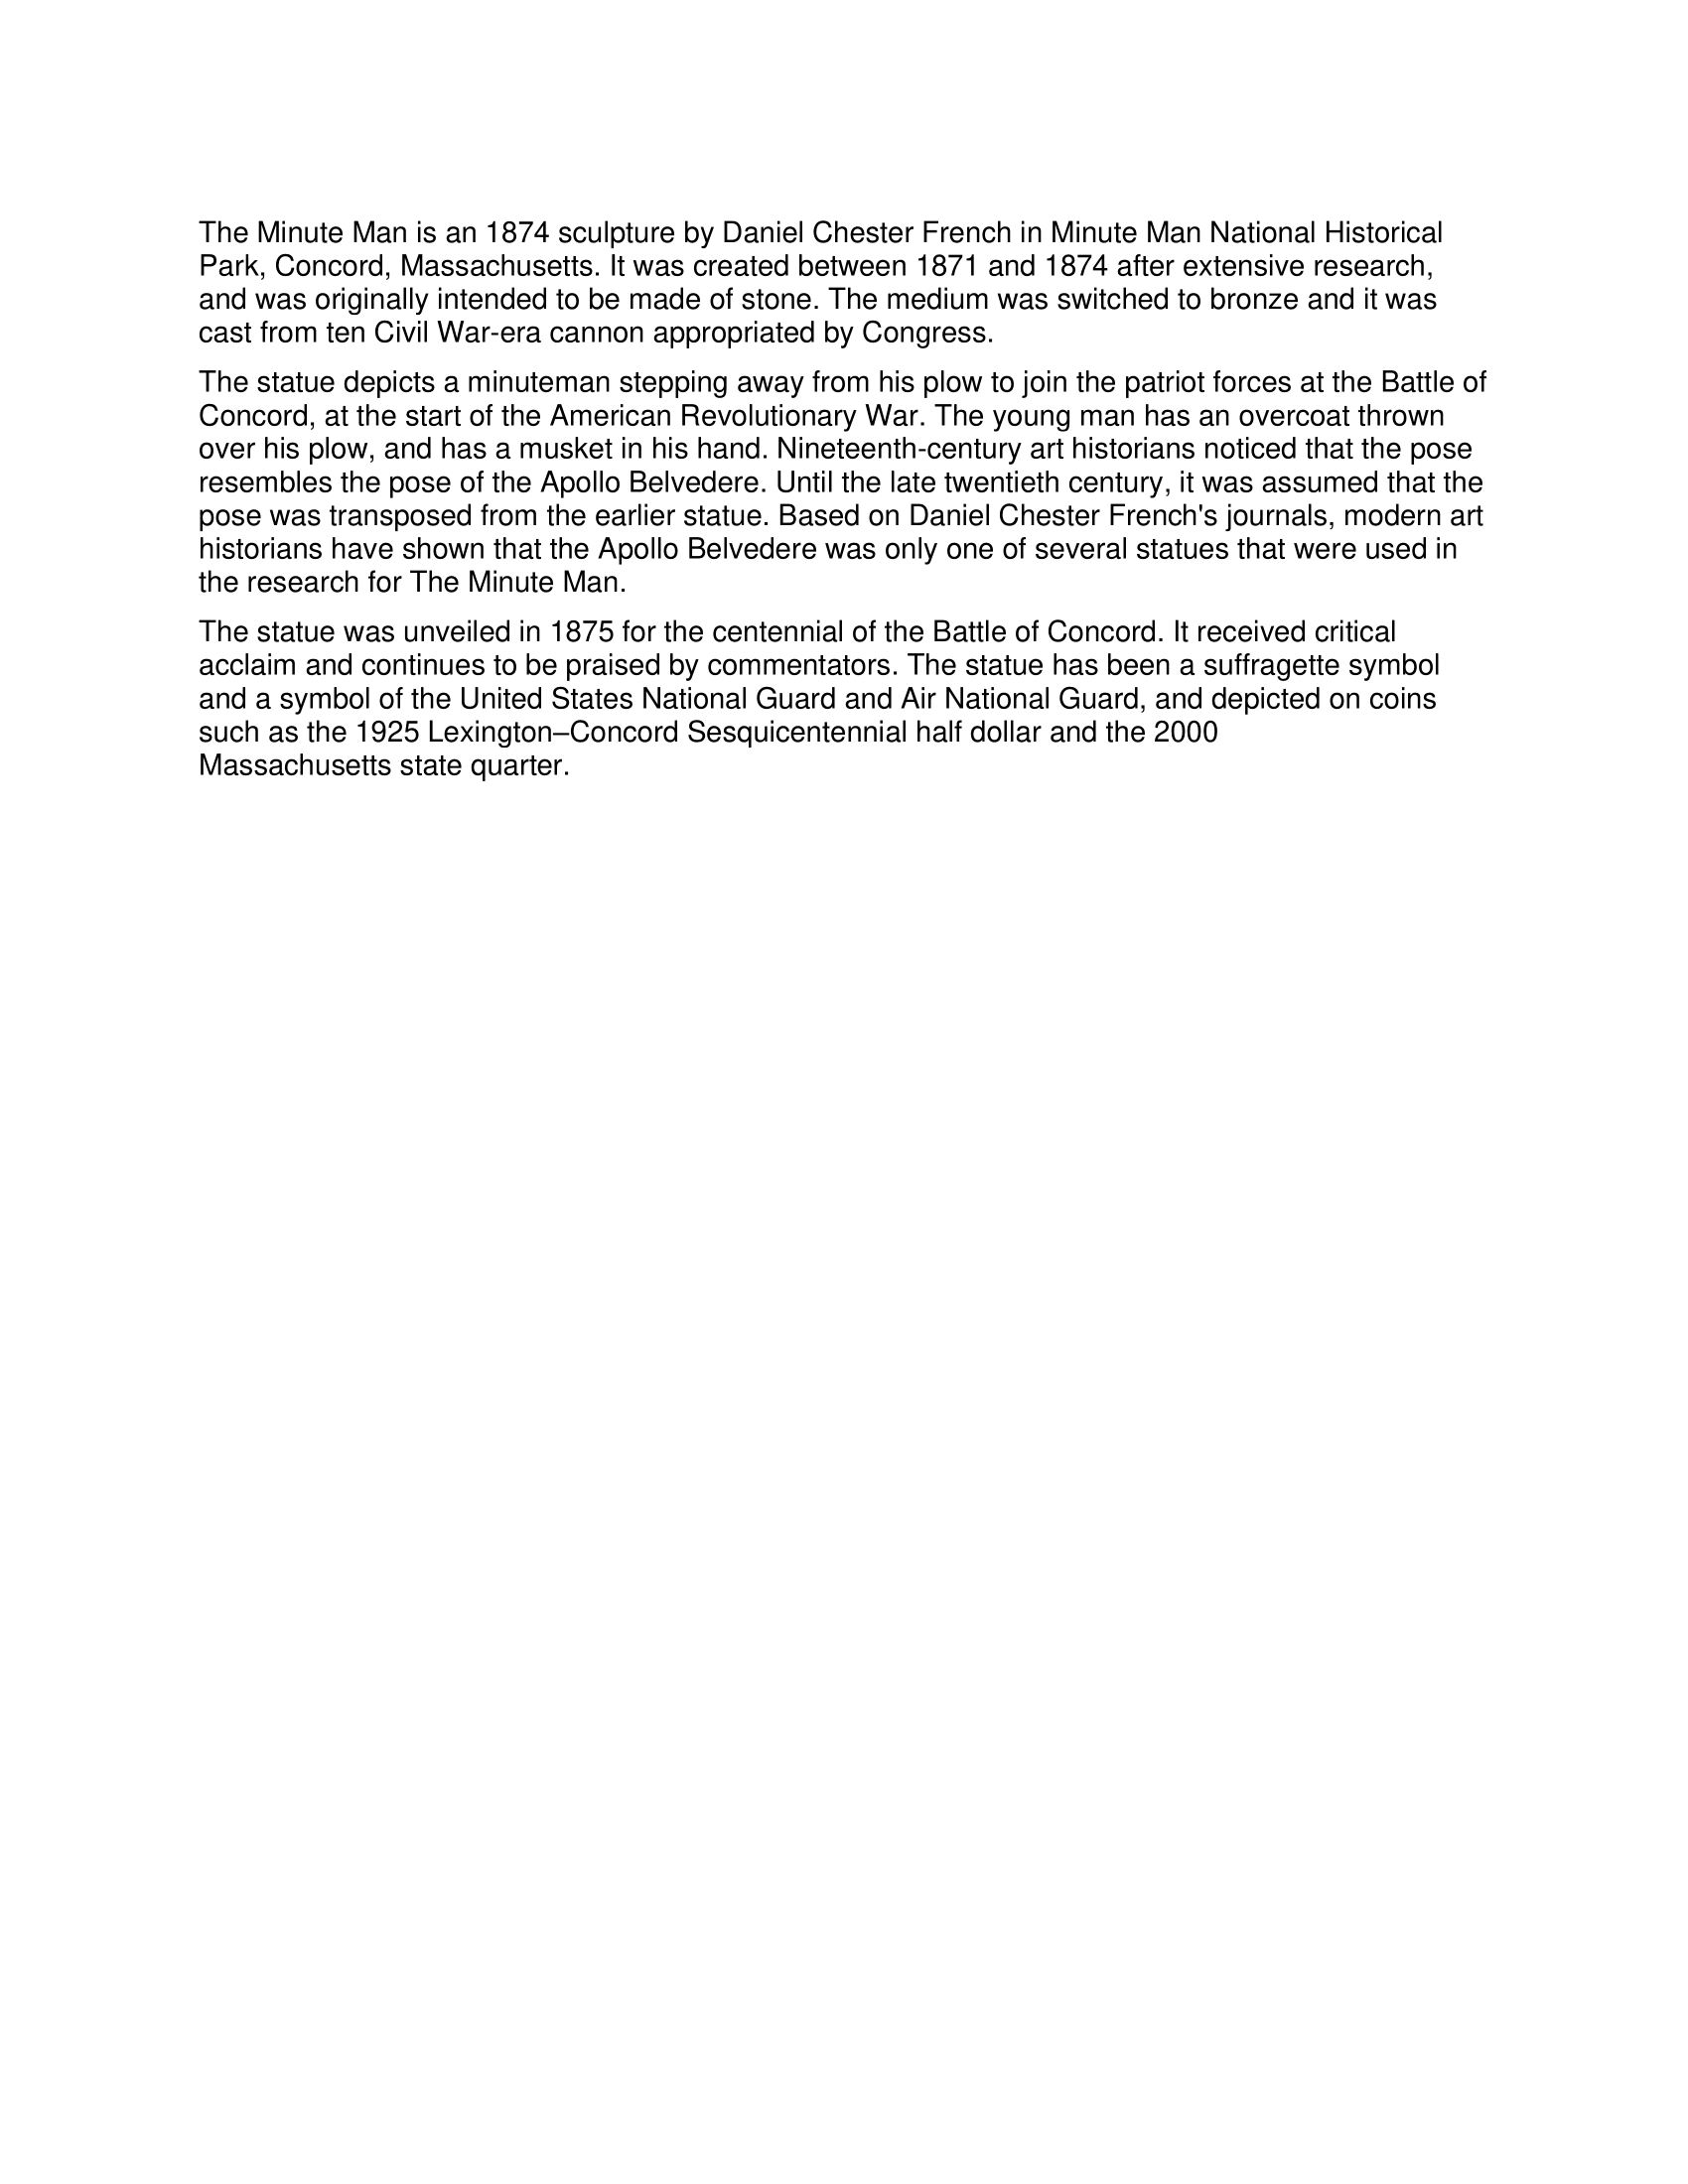 The Minute Man is an 1874 sculpture by Daniel Chester French in Minute Man National Historical
Park, Concord, Massachusetts. It was created between 1871 and 1874 after extensive research,
and was originally intended to be made of stone. The medium was switched to bronze and it was
cast from ten Civil War-era cannon appropriated by Congress.
The statue depicts a minuteman stepping away from his plow to join the patriot forces at the Battle of
Concord, at the start of the American Revolutionary War. The young man has an overcoat thrown
over his plow, and has a musket in his hand. Nineteenth-century art historians noticed that the pose
resembles the pose of the Apollo Belvedere. Until the late twentieth century, it was assumed that the
pose was transposed from the earlier statue. Based on Daniel Chester French's journals, modern art
historians have shown that the Apollo Belvedere was only one of several statues that were used in
the research for The Minute Man.
The statue was unveiled in 1875 for the centennial of the Battle of Concord. It received critical
acclaim and continues to be praised by commentators. The statue has been a suffragette symbol
and a symbol of the United States National Guard and Air National Guard, and depicted on coins
such as the 1925 Lexington–Concord Sesquicentennial half dollar and the 2000
Massachusetts state quarter.